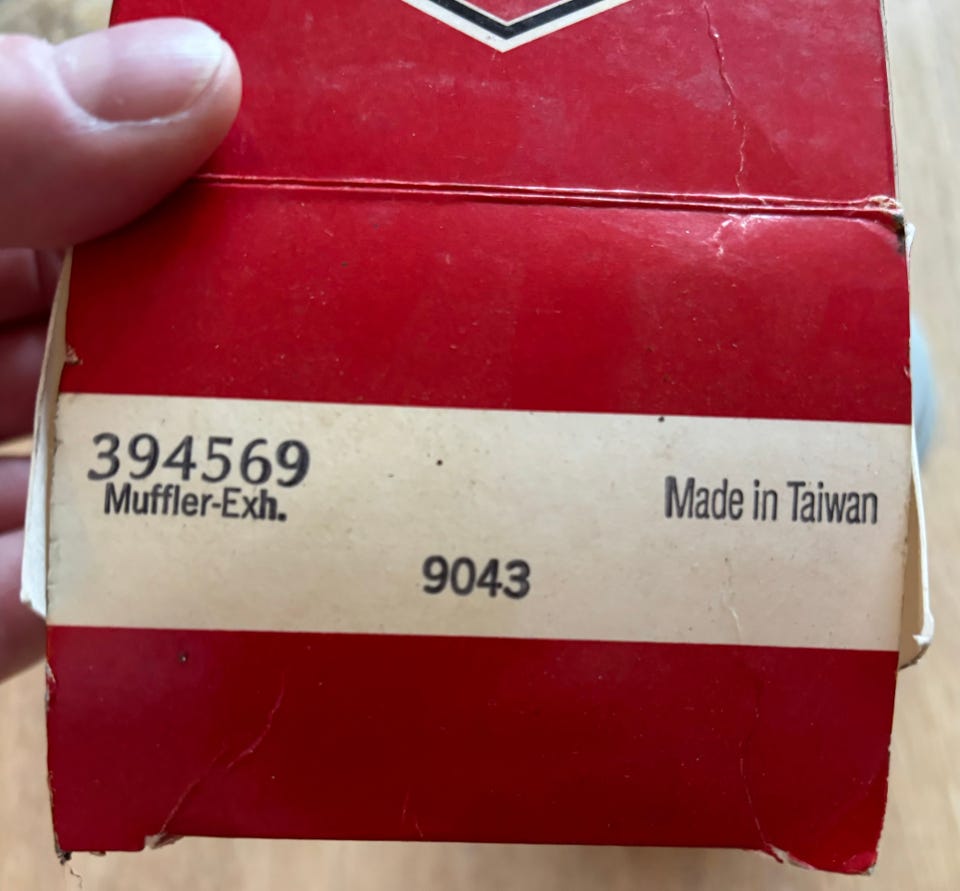 394569
Muffler-Exh.
Made in Taiwan
9043